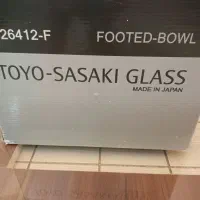 26412-F FOOTED-BOWL
TOYO-SASAKI GLASS
MADE IN JAPAN